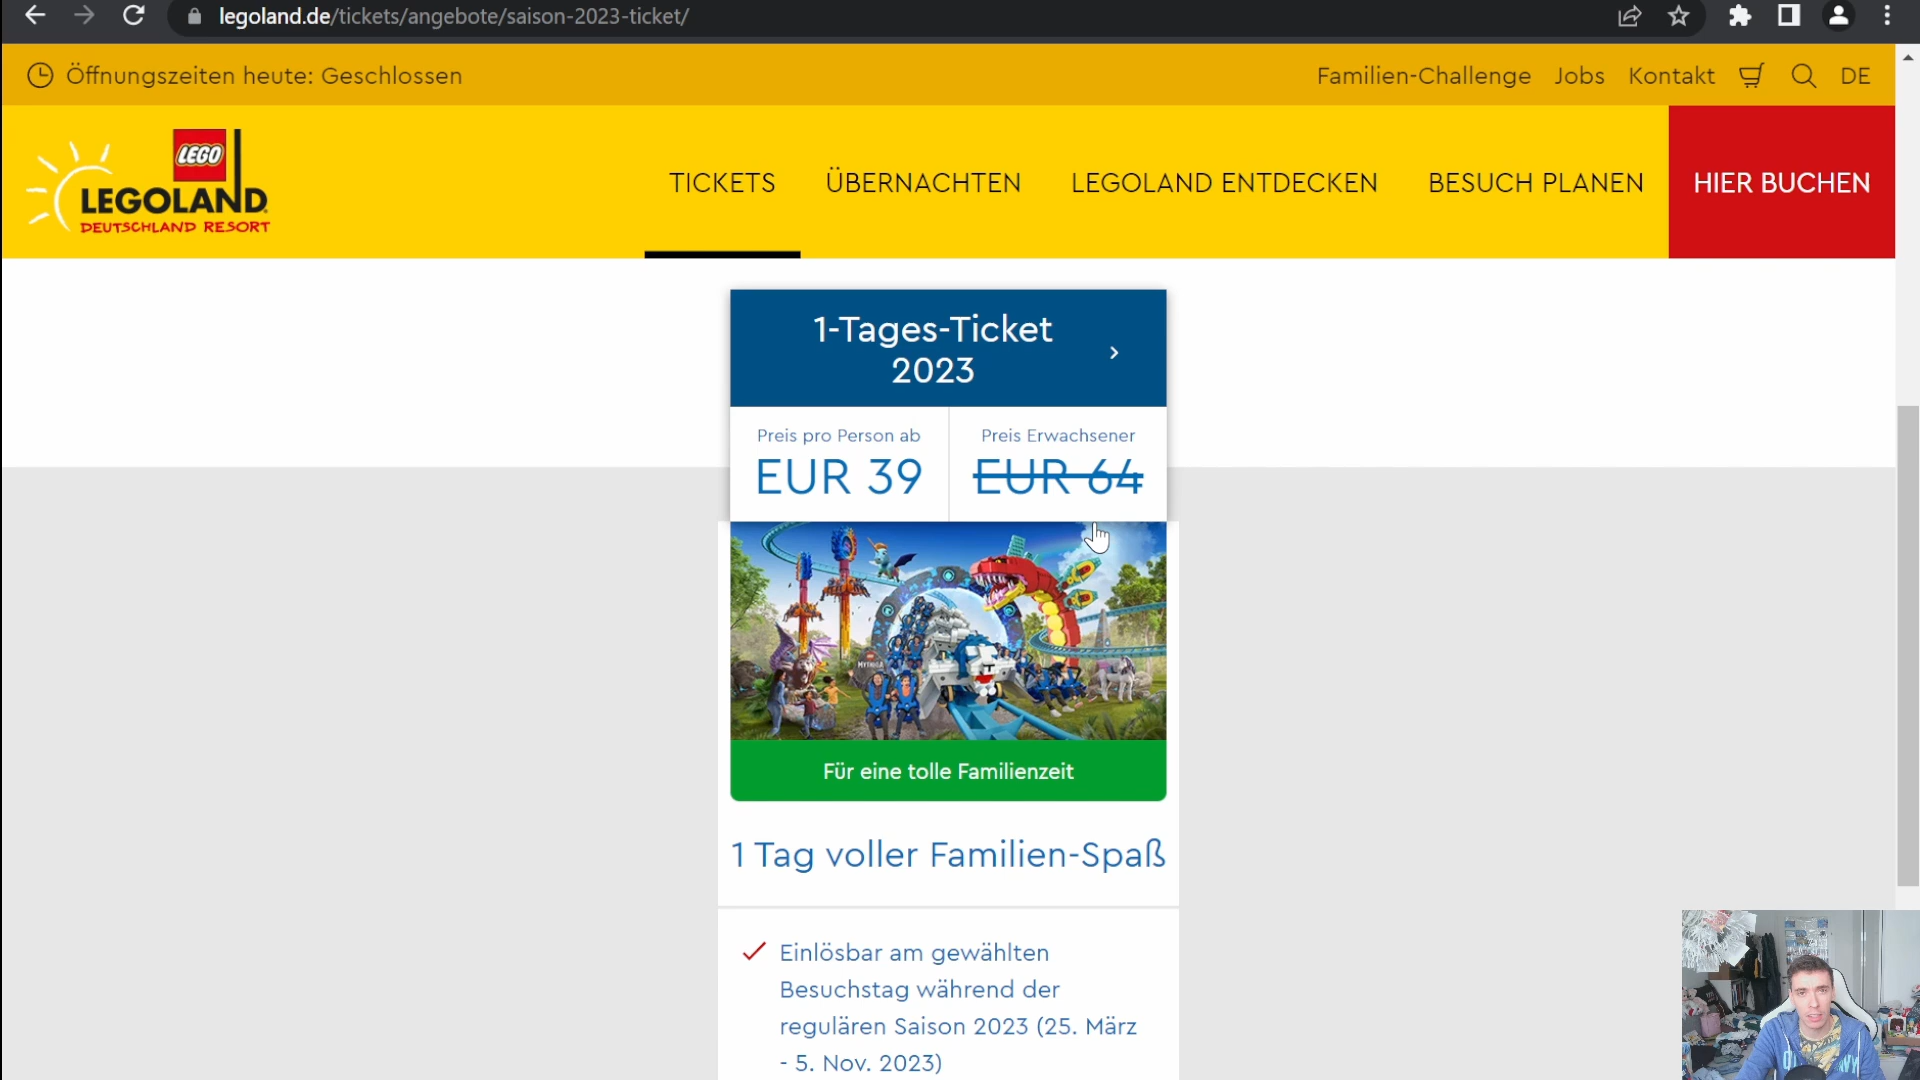 legoland.de/tickets/angebote/saison-2023-ticket/
Öffnungszeiten heute: Geschlossen
Familien-Challenge Jobs Kontakt DE
LEGO
LEGOLAND
DEUTSCHLAND RESORT
TICKETS ÜBERNACHTEN LEGOLAND ENTDECKEN BESUCH PLANEN HIER BUCHEN
1-Tages-Ticket
2023
Preis pro Person ab Preis Erwachsener
EUR 39 EUR 64
MYTHICA
Für eine tolle Familienzeit
1 Tag voller Familien-Spaß
Einlösbar am gewählten
Besuchstag während der
regulären Saison 2023 (25. März
- 5. Nov. 2023)